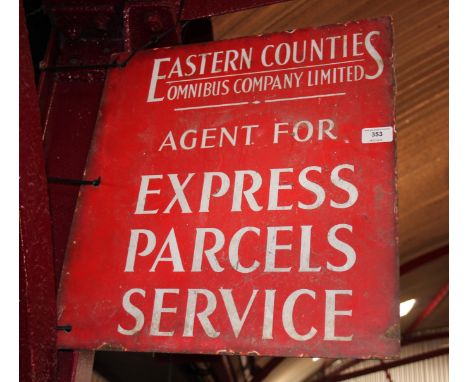 EASTERN COUNTIES
OMNIBUS COMPANY LIMITED
AGENT FOR
353
EXPRESS
PARCELS
SERVICE